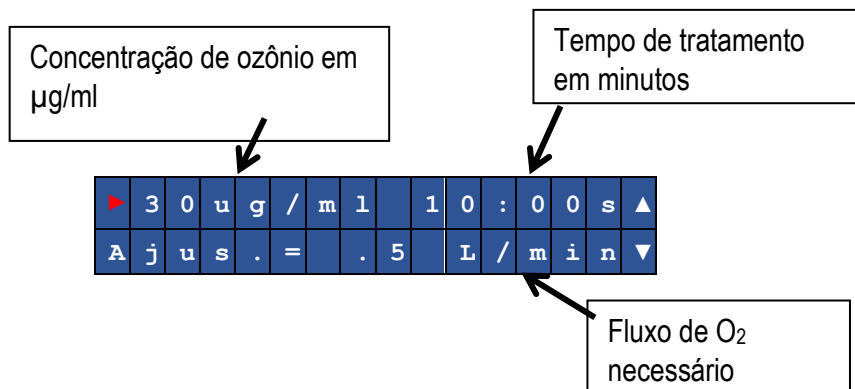 Concentração de ozônio em
µg/ml
Tempo de tratamento
em minutos
►30ug/ml 10:00s▲
Ajus.= .5 L/min▼
Fluxo de O₂
necessário